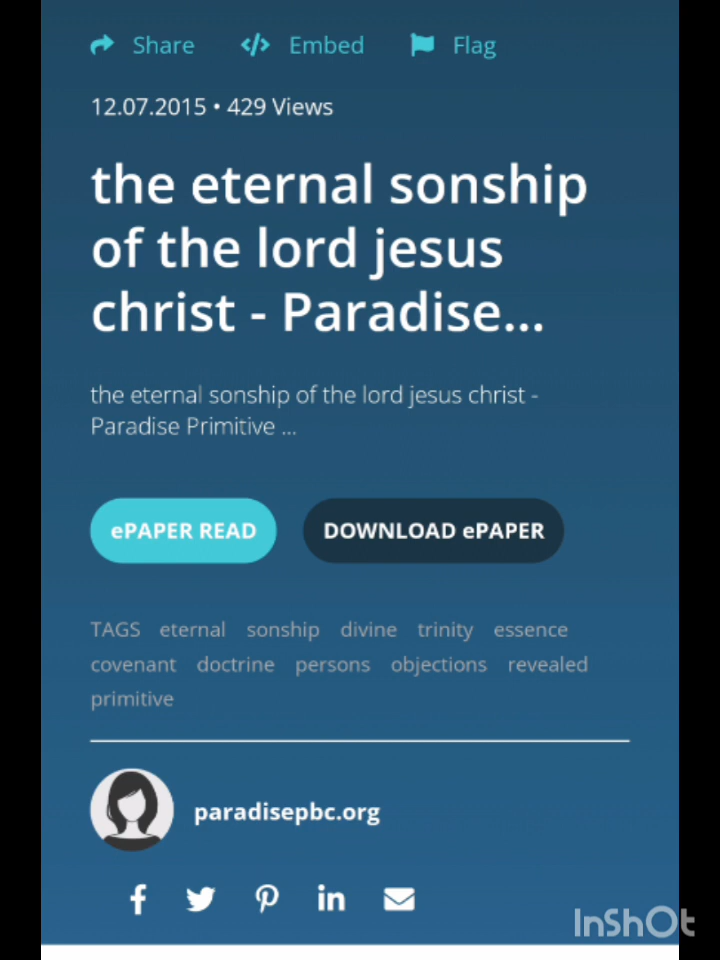 Share </> Embed Flag
12.07.2015 • 429 Views
the eternal sonship
of the lord jesus
christ - Paradise...
the eternal sonship of the lord jesus christ -
Paradise Primitive ...
ePAPER READ DOWNLOAD ePAPER
TAGS eternal sonship divine trinity essence
covenant doctrine persons objections revealed
primitive
paradisepbc.org
InShOt